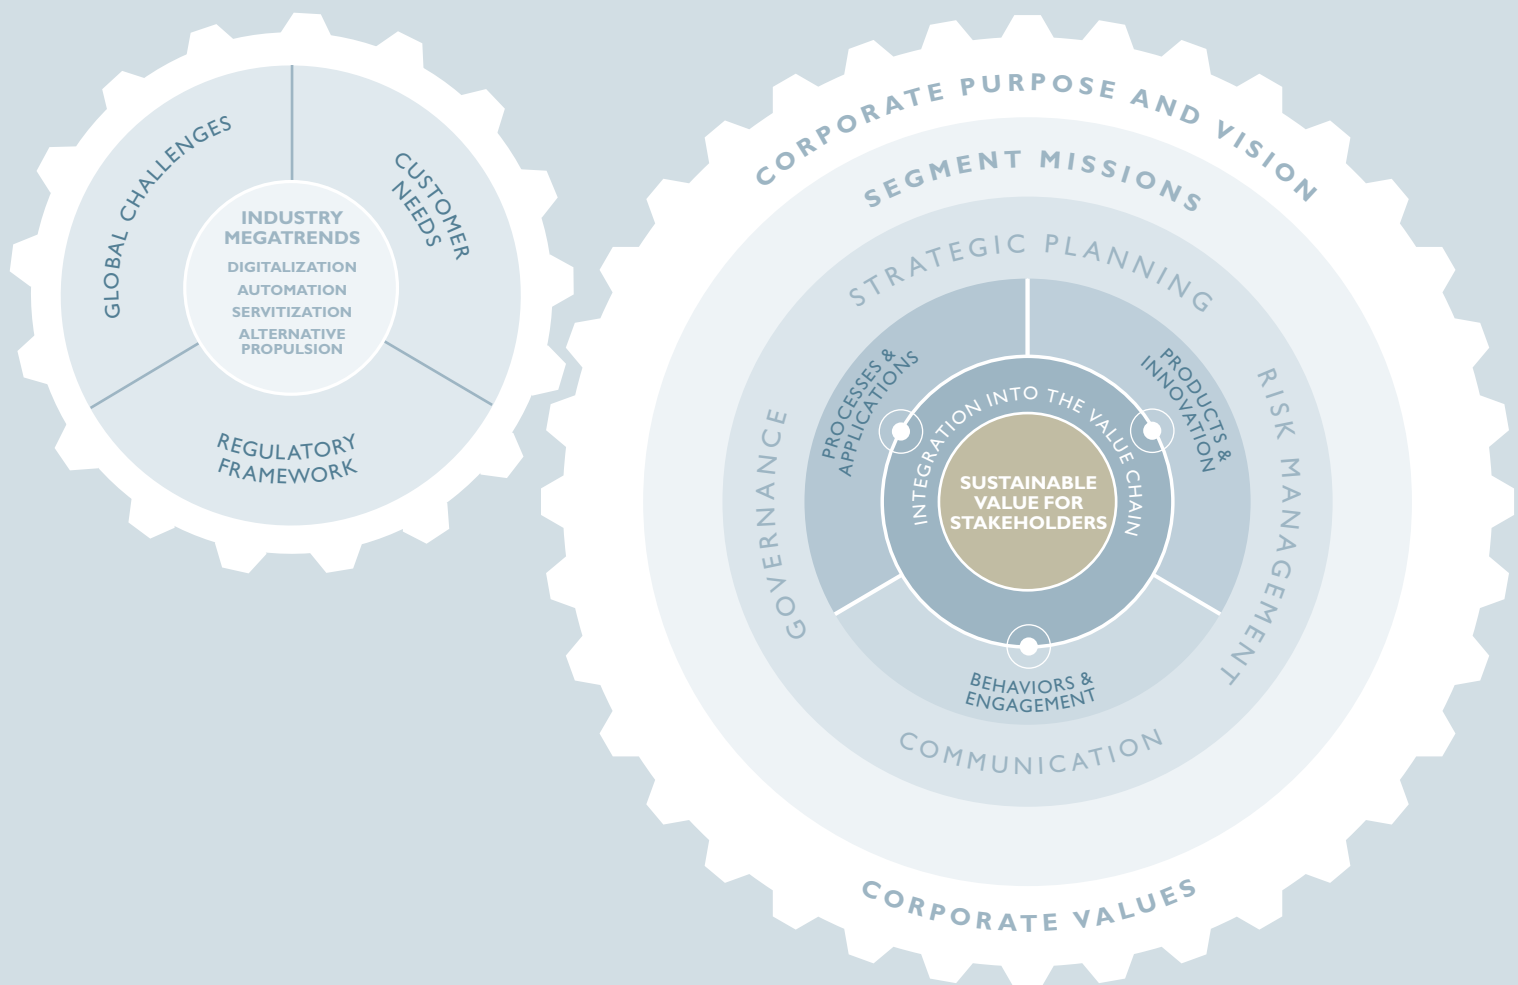 GLOBAL CHALLENGES
CUSTOMER
NEEDS
INDUSTRY
MEGATRENDS
DIGITALIZATION
AUTOMATION
SERVITIZATION
ALTERNATIVE
PROPULSION
REGULATORY
FRAMEWORK
CORPORATE PURPOSE AND VISION
SEGMENT MISSIONS
STRATEGIC PLANNING
GOVERNANCE
RISK MANAGEMENT
COMMUNICATION
PROCESSES &
APPLICATIONS
PRODUCTS &
INNOVATION
BEHAVIORS &
ENGAGEMENT
INTEGRATION INTO THE VALUE CHAIN
SUSTAINABLE
VALUE FOR
STAKEHOLDERS
CORPORATE VALUES